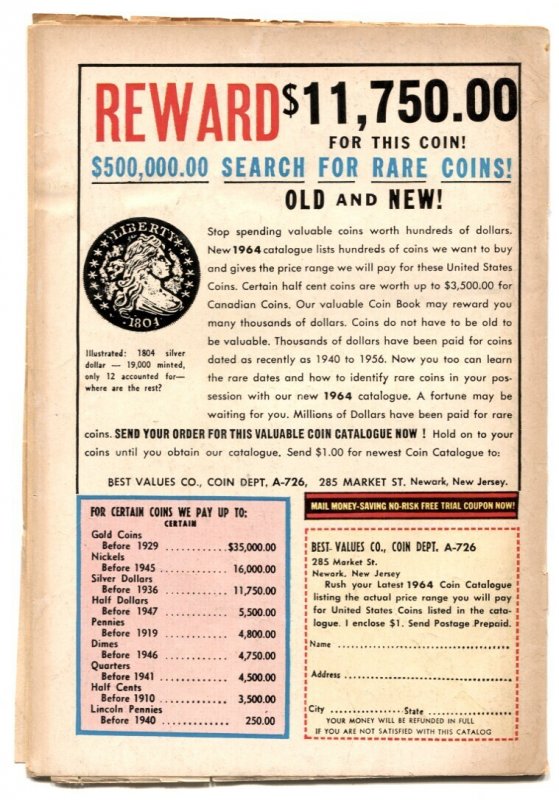 REWARD $11,750.00
FOR THIS COIN!
$500,000.00 SEARCH FOR RARE COINS!
OLD AND NEW!
LIBERTY
1804
Illustrated: 1804 silver
dollar — 19,000 minted,
only 12 accounted for—
where are the rest?
Stop spending valuable coins worth hundreds of dollars.
New 1964 catalogue lists hundreds of coins we want to buy
and gives the price range we will pay for these United States
Coins. Certain half cent coins are worth up to $3,500.00 for
Canadian Coins. Our valuable Coin Book may reward you
many thousands of dollars. Coins do not have to be old to
be valuable. Thousands of dollars have been paid for coins
dated as recently as 1940 to 1956. Now you too can learn
the rare dates and how to identify rare coins in your pos-
session with our new 1964 catalogue. A fortune may be
waiting for you. Millions of Dollars have been paid for rare
coins. SEND YOUR ORDER FOR THIS VALUABLE COIN CATALOGUE NOW ! Hold on to your
coins until you obtain our catalogue. Send $1.00 for newest Coin Catalogue to:
BEST VALUES CO., COIN DEPT, A-726, 285 MARKET ST. Newark, New Jersey.
FOR CERTAIN COINS WE PAY UP TO:
CERTAIN
Gold Coins
Before 1929 ............$35,000.00
Nickels
Before 1945 ............ 16,000.00
Silver Dollars
Before 1936 ............ 11,750.00
Half Dollars
Before 1947 ............ 5,500.00
Pennies
Before 1919 ............ 4,800.00
Dimes
Before 1946 ............ 4,750.00
Quarters
Before 1941 ............ 4,500.00
Half Cents
Before 1910 ............ 3,500.00
Lincoln Pennies
Before 1940 ............ 250.00
MAIL MONEY-SAVING NO-RISK FREE TRIAL COUPON NOW!
BEST VALUES CO., COIN DEPT. A-726
285 Market St.
Newark, New Jersey
Rush your Latest 1964 Coin Catalogue
listing the actual price range you will pay
for United States Coins listed in the cata-
logue. I enclose $1. Send Postage Prepaid.
Name ............................................
Address ........................................
City ............ State ........................
YOUR MONEY WILL BE REFUNDED IN FULL
IF YOU ARE NOT SATISFIED WITH THIS CATALOG